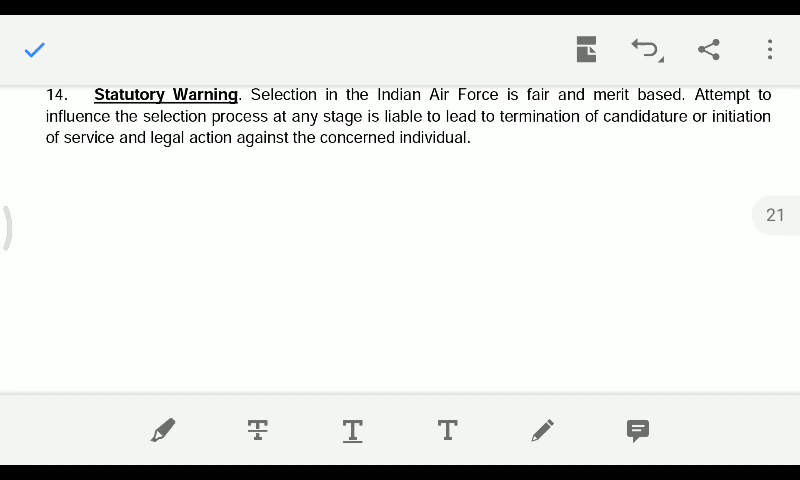 14. Statutory Warning. Selection in the Indian Air Force is fair and merit based. Attempt to
influence the selection process at any stage is liable to lead to termination of candidature or initiation
of service and legal action against the concerned individual.
21